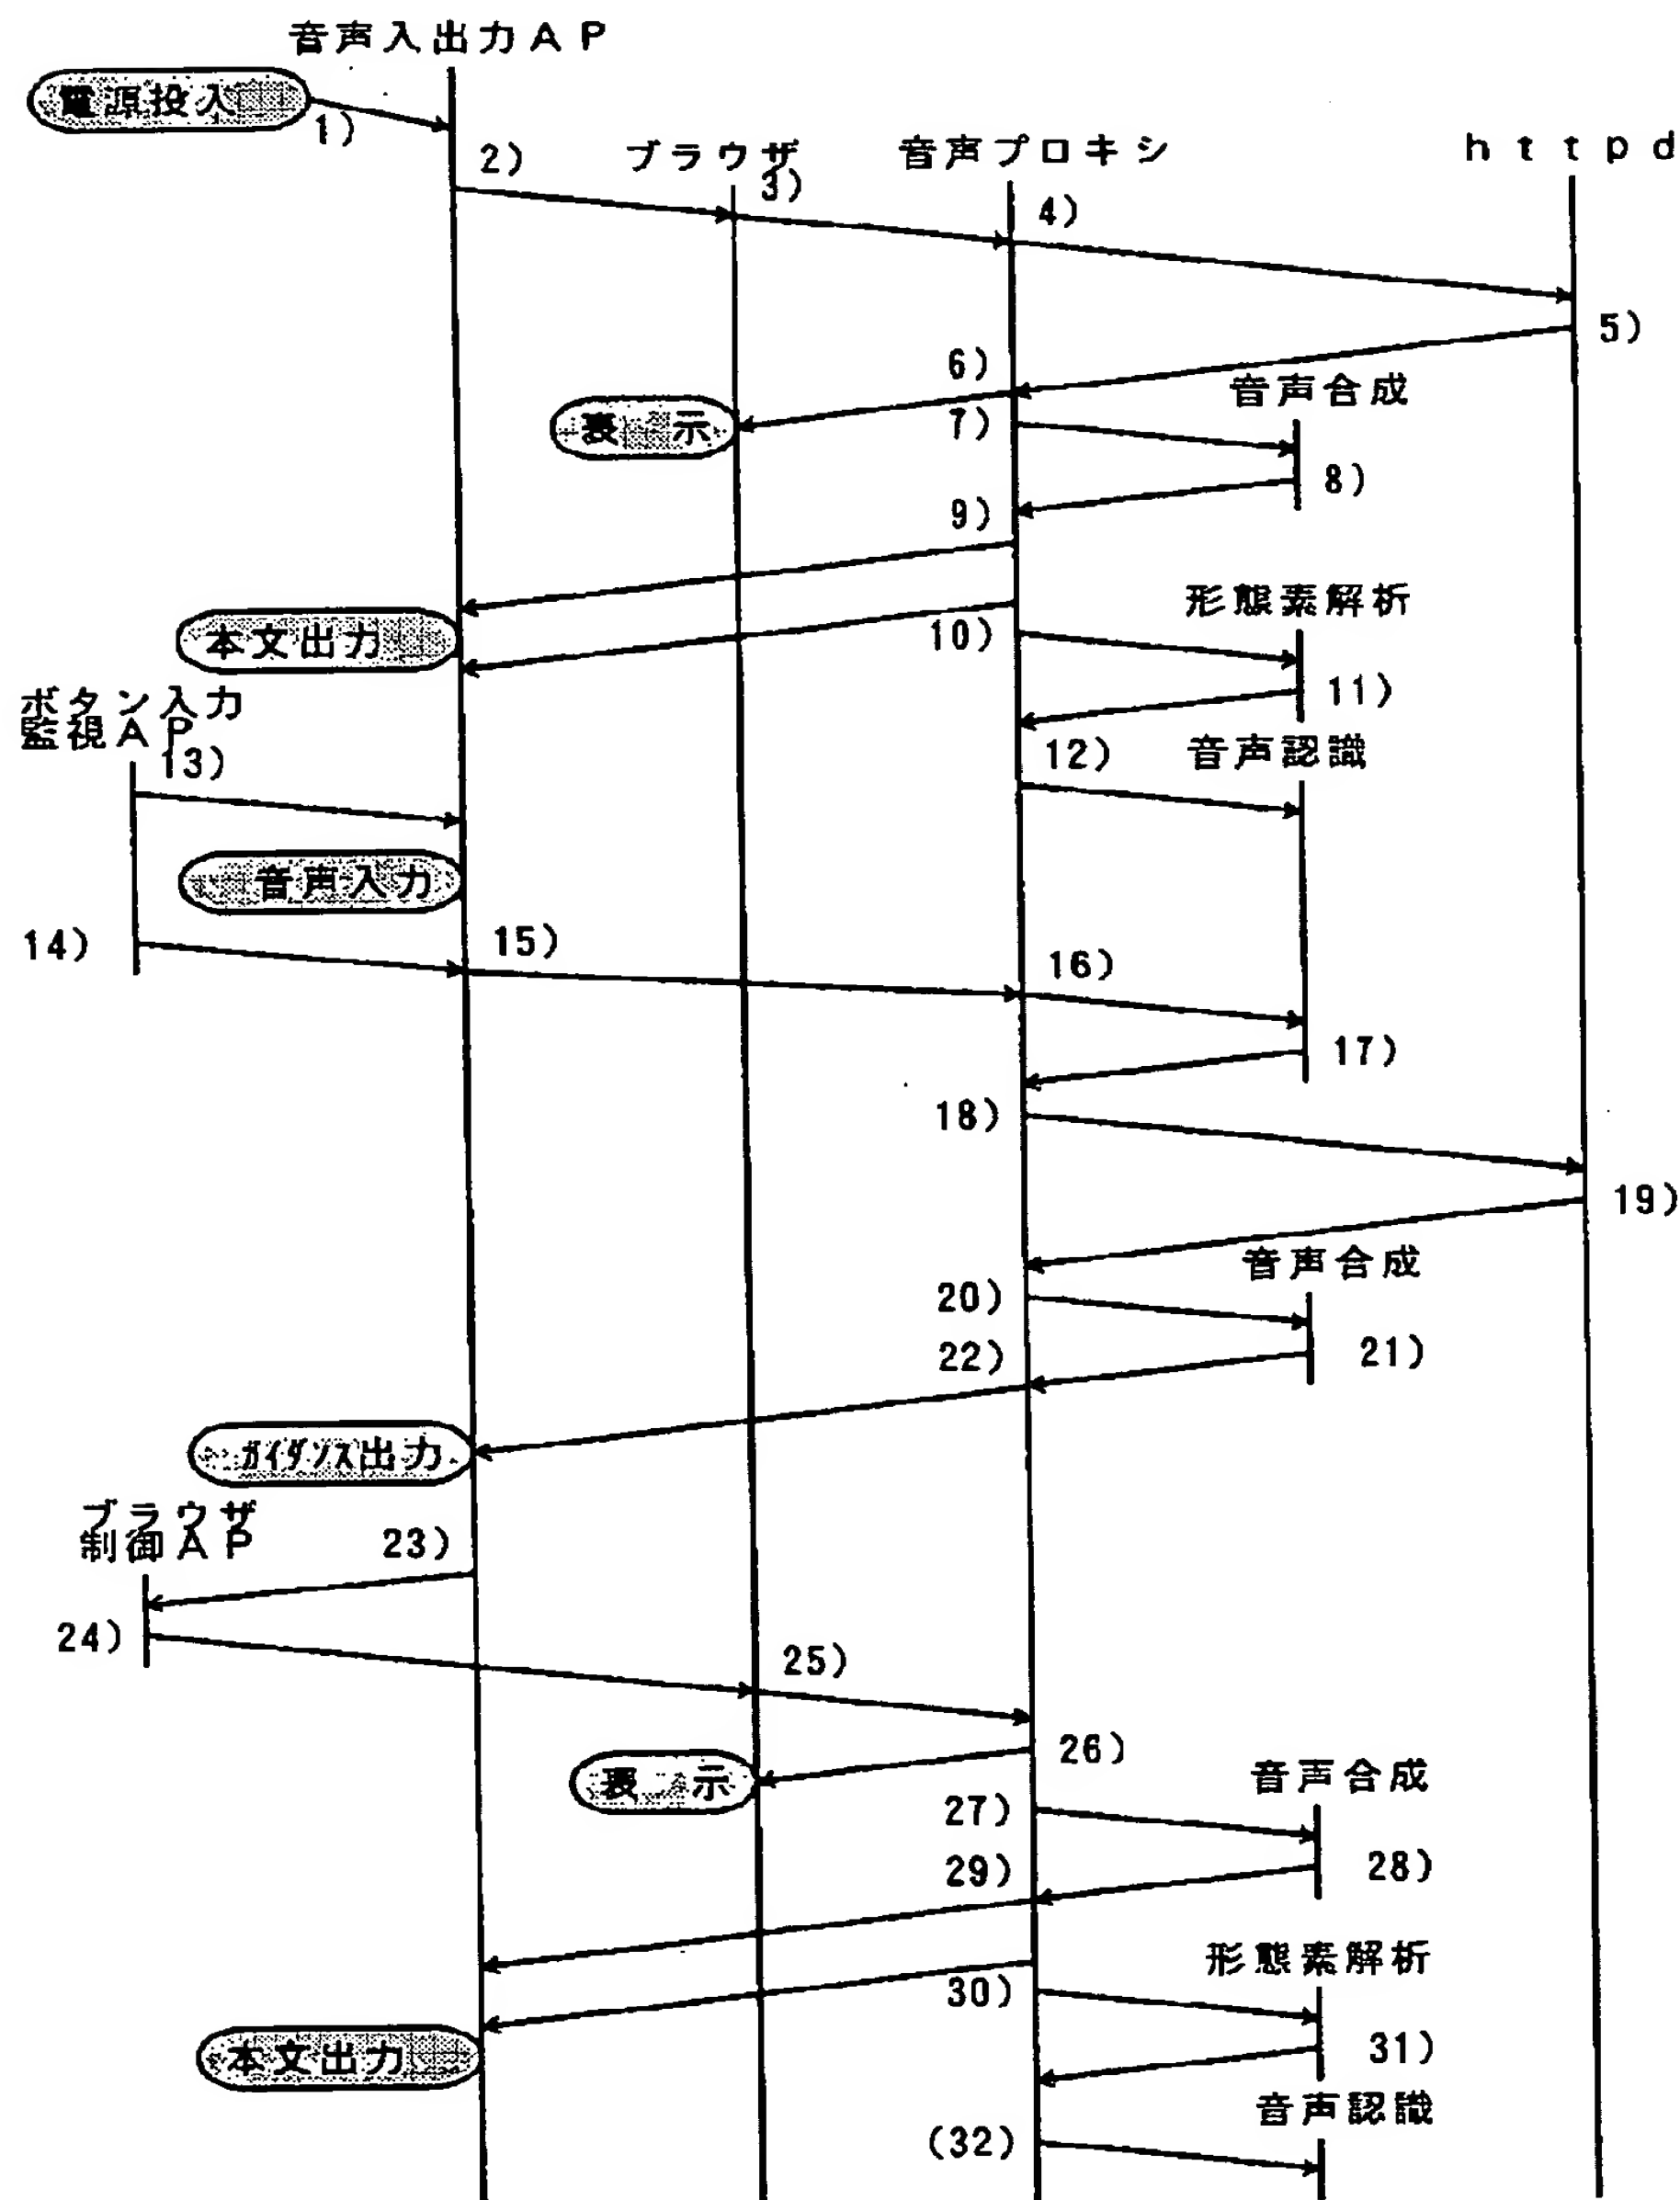 音声入出力ＡＰ
電源投入
1)
2)
ブラウザ
3)
音声プロキシ
4)
ｈｔｔｐｄ
5)
6)
音声合成
表　示
7)
8)
9)
形態素解析
本文出力
10)
11)
ボタン入力
監視ＡＰ
13)
12)
音声認識
音声入力
14)
15)
16)
17)
18)
19)
音声合成
20)
21)
22)
ガイダンス出力
ブラウザ
制御ＡＰ
23)
24)
25)
表　示
26)
音声合成
27)
28)
29)
形態素解析
30)
本文出力
31)
音声認識
(32)